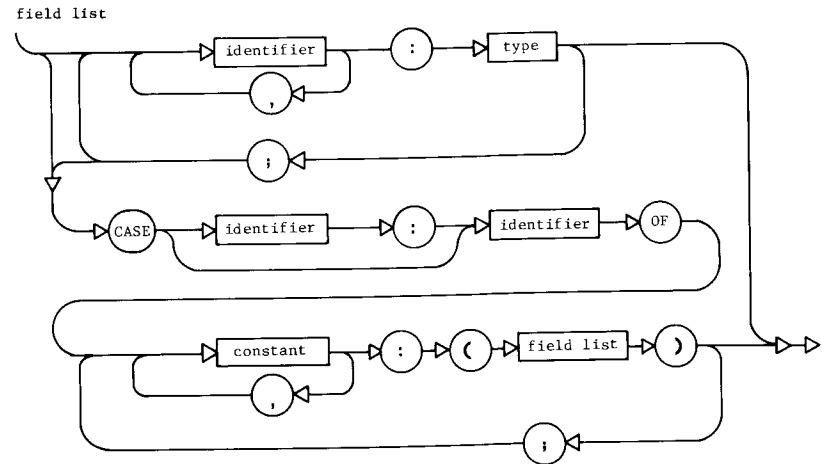 field list
identifier : type
,
;
CASE identifier : identifier OF
constant : ( field list )
,
;